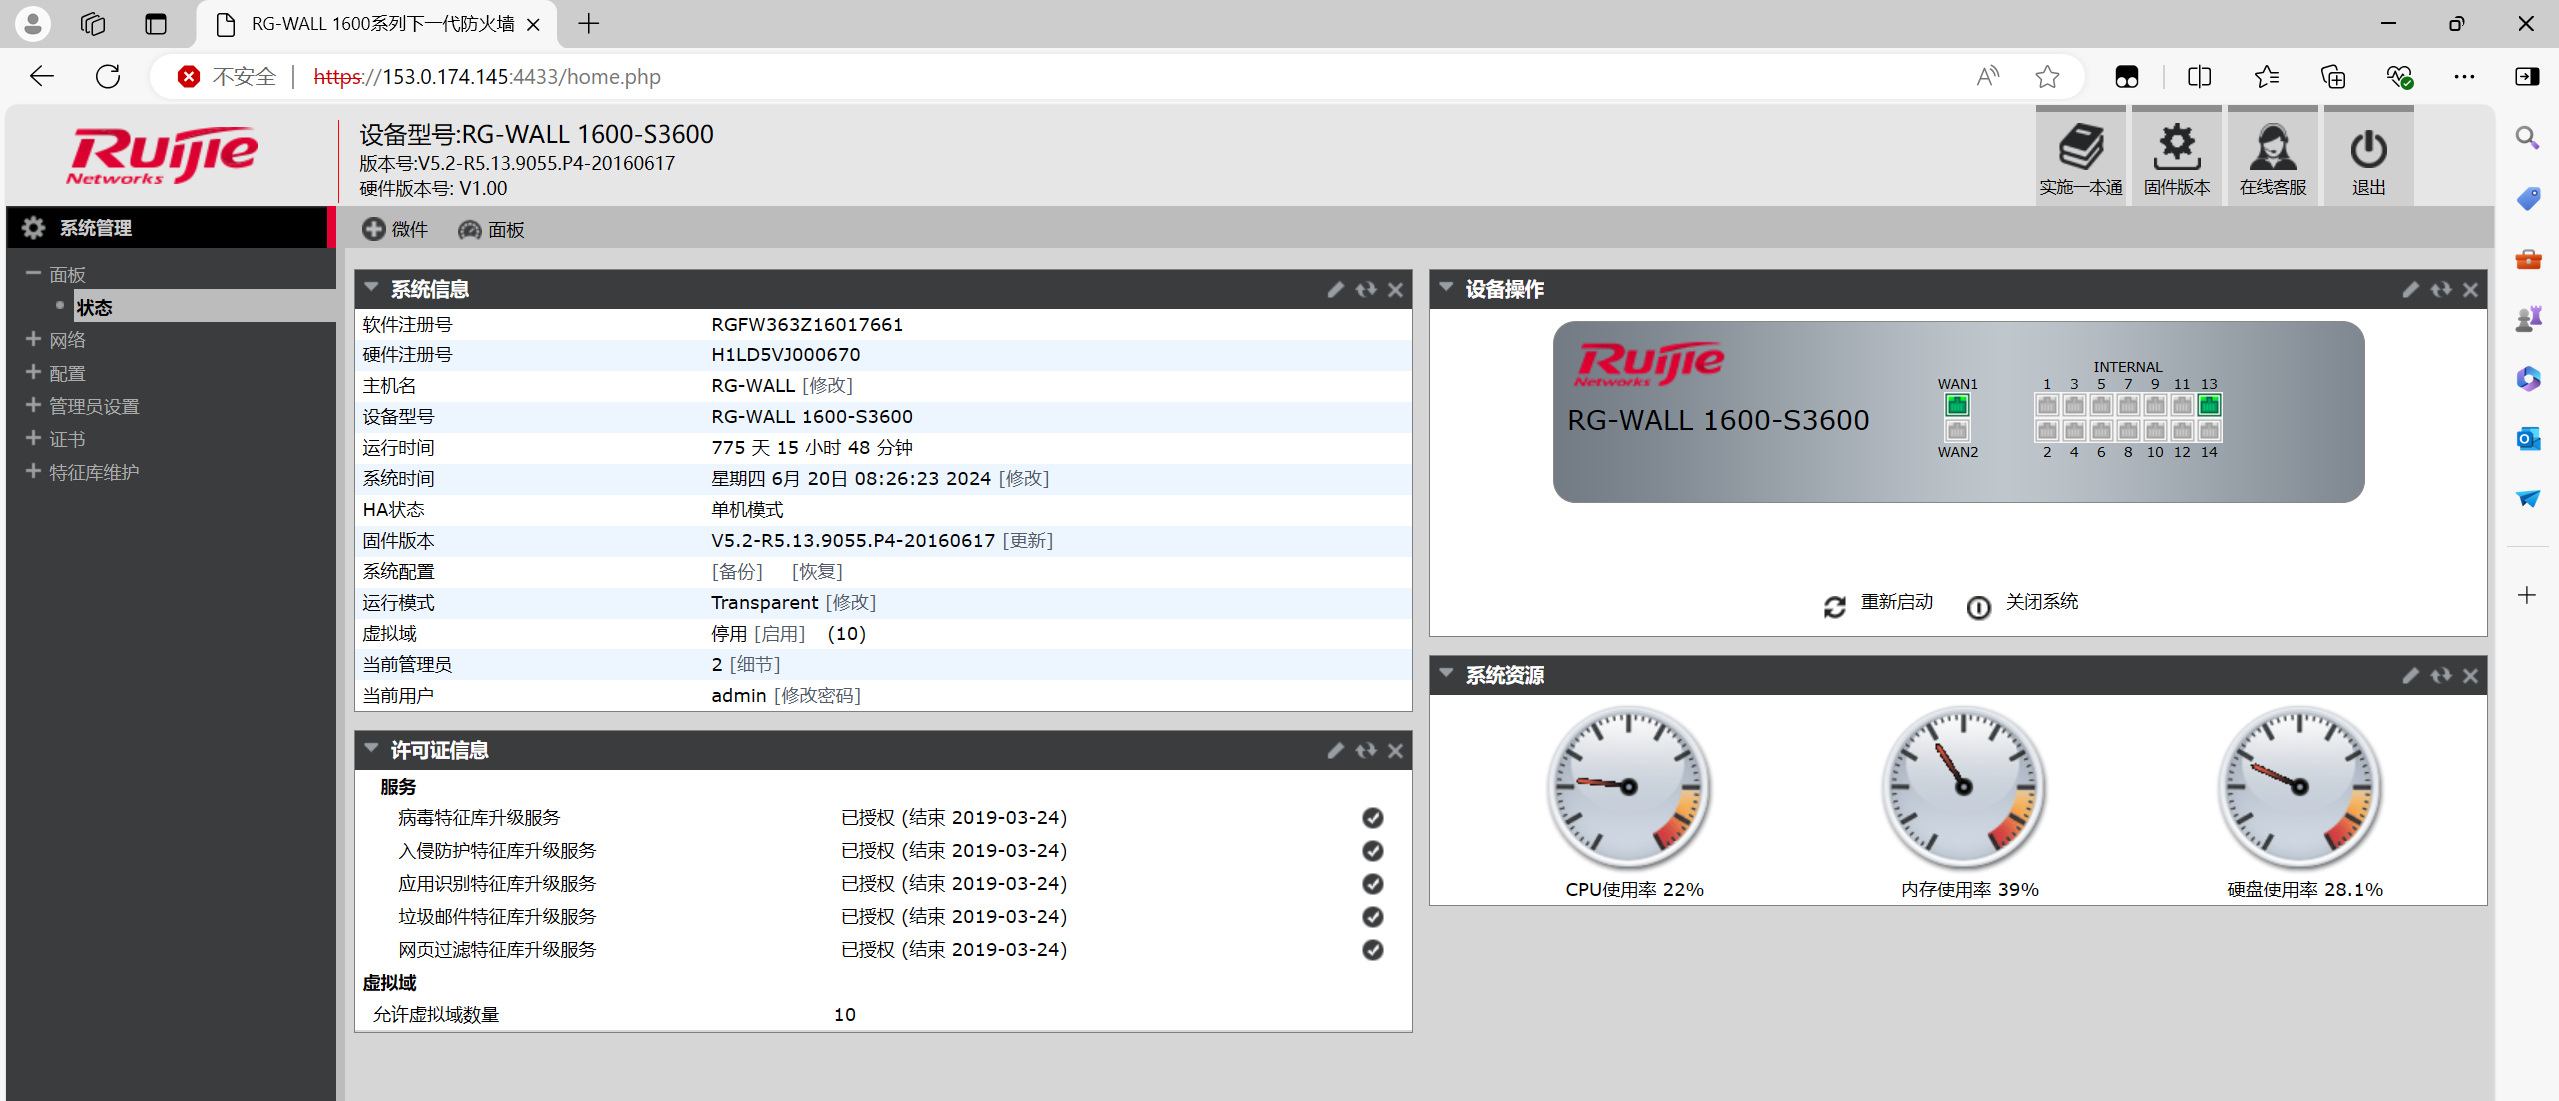 RG-WALL 1600系列下一代防火墙
不安全 https://153.0.174.145:4433/home.php
RUIJIE
Networks
设备型号:RG-WALL 1600-S3600
版本号:V5.2-R5.13.9055.P4-20160617
硬件版本号: V1.00
实施一本通 固件版本 在线客服 退出
系统管理
微件 面板
面板
状态
网络
配置
管理员设置
证书
特征库维护
系统信息
软件注册号 RGFW363Z16017661
硬件注册号 H1LD5VJ000670
主机名 RG-WALL [修改]
设备型号 RG-WALL 1600-S3600
运行时间 775 天 15 小时 48 分钟
系统时间 星期四 6月 20日 08:26:23 2024 [修改]
HA状态 单机模式
固件版本 V5.2-R5.13.9055.P4-20160617 [更新]
系统配置 [备份] [恢复]
运行模式 Transparent [修改]
虚拟域 停用 [启用] (10)
当前管理员 2 [细节]
当前用户 admin [修改密码]
许可证信息
服务
病毒特征库升级服务 已授权 (结束 2019-03-24)
入侵防护特征库升级服务 已授权 (结束 2019-03-24)
应用识别特征库升级服务 已授权 (结束 2019-03-24)
垃圾邮件特征库升级服务 已授权 (结束 2019-03-24)
网页过滤特征库升级服务 已授权 (结束 2019-03-24)
虚拟域
允许虚拟域数量 10
设备操作
RUIJIE
Networks
RG-WALL 1600-S3600
INTERNAL
WAN1 1 3 5 7 9 11 13
WAN2 2 4 6 8 10 12 14
重新启动 关闭系统
系统资源
CPU使用率 22% 内存使用率 39% 硬盘使用率 28.1%